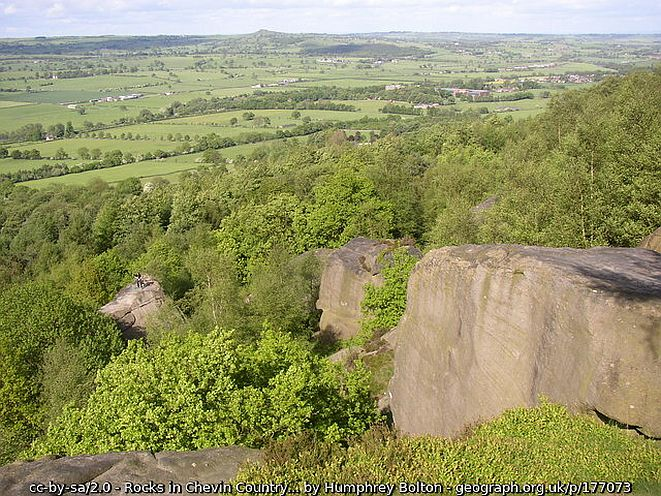 cc-by-sa/2.0 - Rocks in Chevin Country... by Humphrey Bolton - geograph.org.uk/p/177073